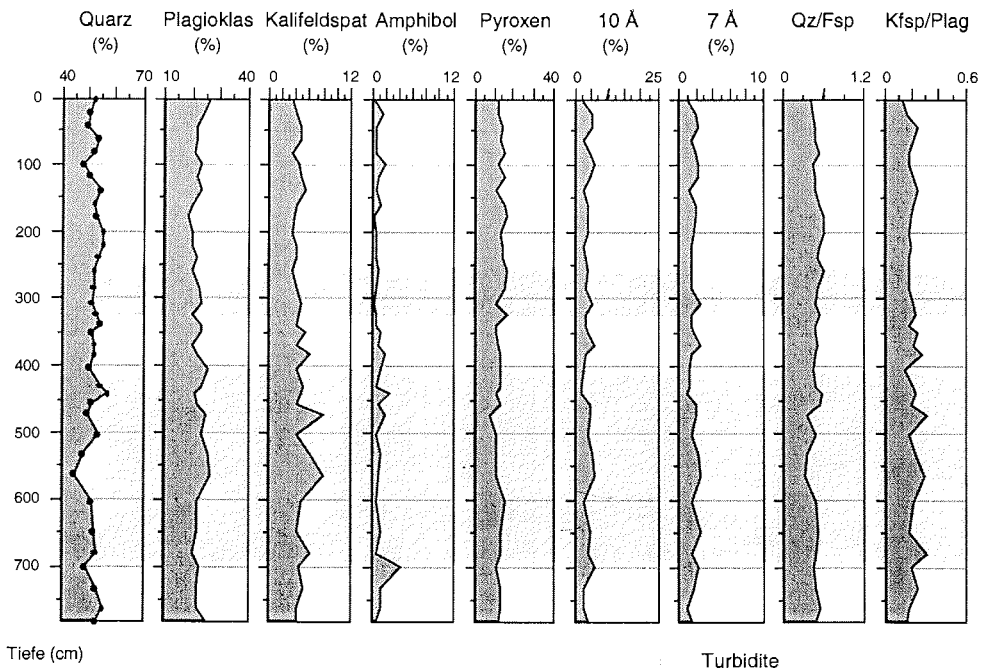 Quarz Plagioklas Kalifeldspat Amphibol Pyroxen 10 Å 7 Å Qz/Fsp Kfsp/Plag
(%) (%) (%) (%) (%) (%) (%)
40 70 10 40 0 12 0 12 0 40 0 25 0 10 0 1.2 0 0.6
0
100
200
300
400
500
600
700
Tiefe (cm)
Turbidite